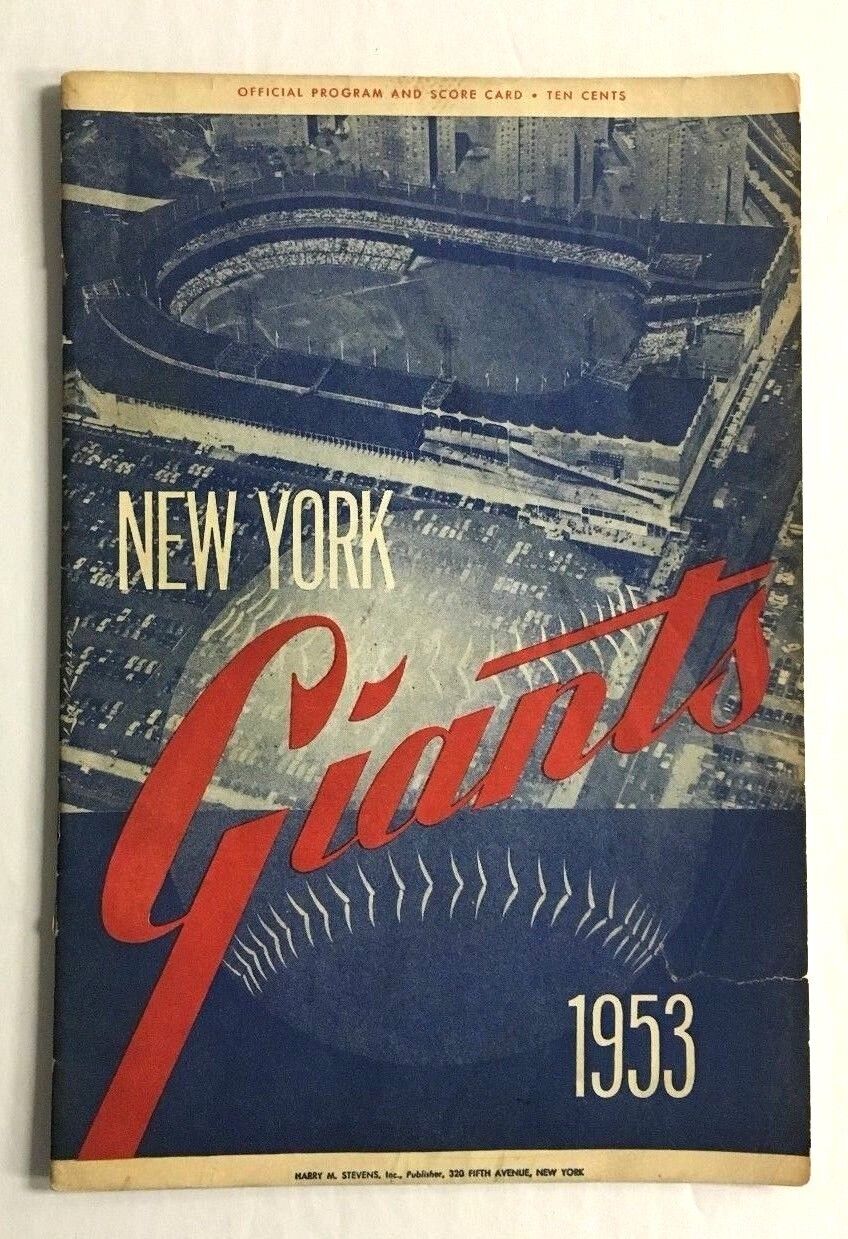 OFFICIAL PROGRAM AND SCORE CARD • TEN CENTS
NEW YORK
Giants
1953
HARRY M. STEVENS, Inc., Publisher, 320 FIFTH AVENUE, NEW YORK